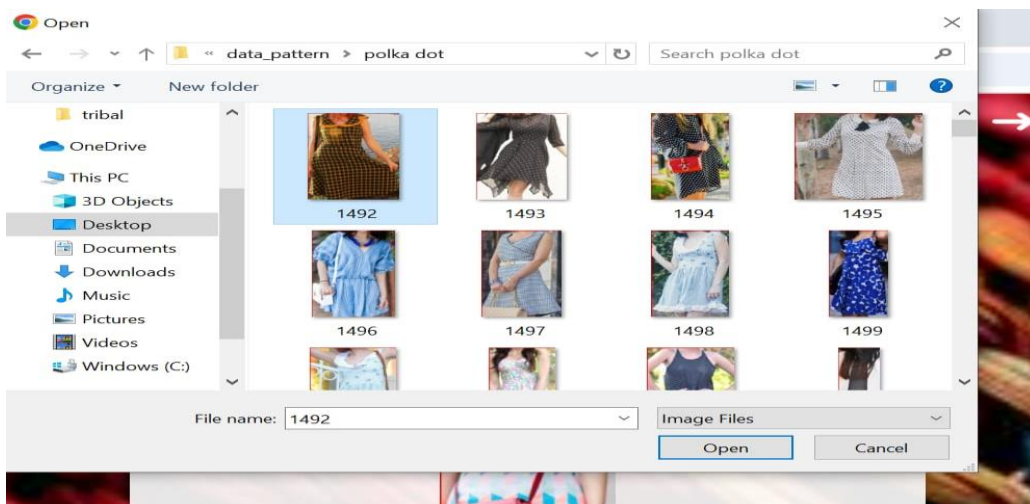 Open
« data_pattern > polka dot
Search polka dot
Organize
New folder
tribal
OneDrive
This PC
3D Objects
Desktop
Documents
Downloads
Music
Pictures
Videos
Windows (C:)
1492 1493 1494 1495
1496 1497 1498 1499
File name: 1492
Image Files
Open Cancel